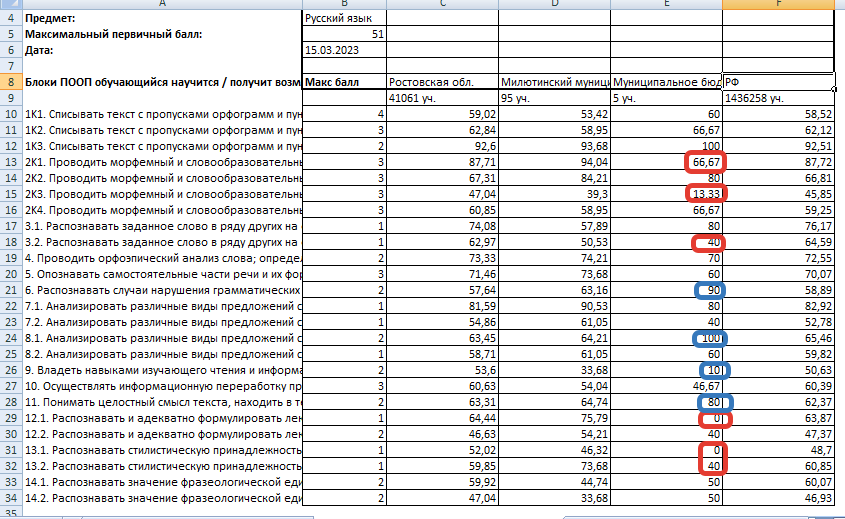 A B C D E F
4 Предмет: Русский язык
5 Максимальный первичный балл: 51
6 Дата: 15.03.2023
7
8 Блоки ПООП обучающийся научится / получит возм Макс балл Ростовская обл. Милютинский муници Муниципальное бюд РФ
9 41061 уч. 95 уч. 5 уч. 1436258 уч.
10 1К1. Списывать текст с пропусками орфограмм и пун 4 59,02 53,42 60 58,52
11 1К2. Списывать текст с пропусками орфограмм и пун 3 62,84 58,95 66,67 62,12
12 1К3. Списывать текст с пропусками орфограмм и пун 2 92,6 93,68 100 92,51
13 2К1. Проводить морфемный и словообразовательны 3 87,71 94,04 66,67 87,72
14 2К2. Проводить морфемный и словообразовательны 3 67,31 84,21 80 66,81
15 2К3. Проводить морфемный и словообразовательны 3 47,04 39,3 13,33 45,85
16 2К4. Проводить морфемный и словообразовательны 3 60,85 58,95 66,67 59,25
17 3.1. Распознавать заданное слово в ряду других на 1 74,08 57,89 80 76,17
18 3.2. Распознавать заданное слово в ряду других на 1 62,97 50,53 40 64,59
19 4. Проводить орфоэпический анализ слова; определ 2 73,33 74,21 70 72,55
20 5. Опознавать самостоятельные части речи и их фор 3 71,46 73,68 60 70,07
21 6. Распознавать случаи нарушения грамматических 2 57,64 63,16 90 58,89
22 7.1. Анализировать различные виды предложений с 1 81,59 90,53 80 82,92
23 7.2. Анализировать различные виды предложений с 1 54,86 61,05 40 52,78
24 8.1. Анализировать различные виды предложений с 2 63,45 64,21 100 65,46
25 8.2. Анализировать различные виды предложений с 1 58,71 61,05 60 59,82
26 9. Владеть навыками изучающего чтения и информа 2 53,6 33,68 10 50,63
27 10. Осуществлять информационную переработку пр 3 60,63 54,04 46,67 60,39
28 11. Понимать целостный смысл текста, находить в те 2 63,31 64,74 80 62,37
29 12.1. Распознавать и адекватно формулировать лек 1 64,44 75,79 0 63,87
30 12.2. Распознавать и адекватно формулировать лек 2 46,63 54,21 40 47,37
31 13.1. Распознавать стилистическую принадлежность 1 52,02 46,32 0 48,7
32 13.2. Распознавать стилистическую принадлежность 1 59,85 73,68 40 60,85
33 14.1. Распознавать значение фразеологической еди 2 59,92 44,74 50 60,07
34 14.2. Распознавать значение фразеологической еди 2 47,04 33,68 50 46,93
35